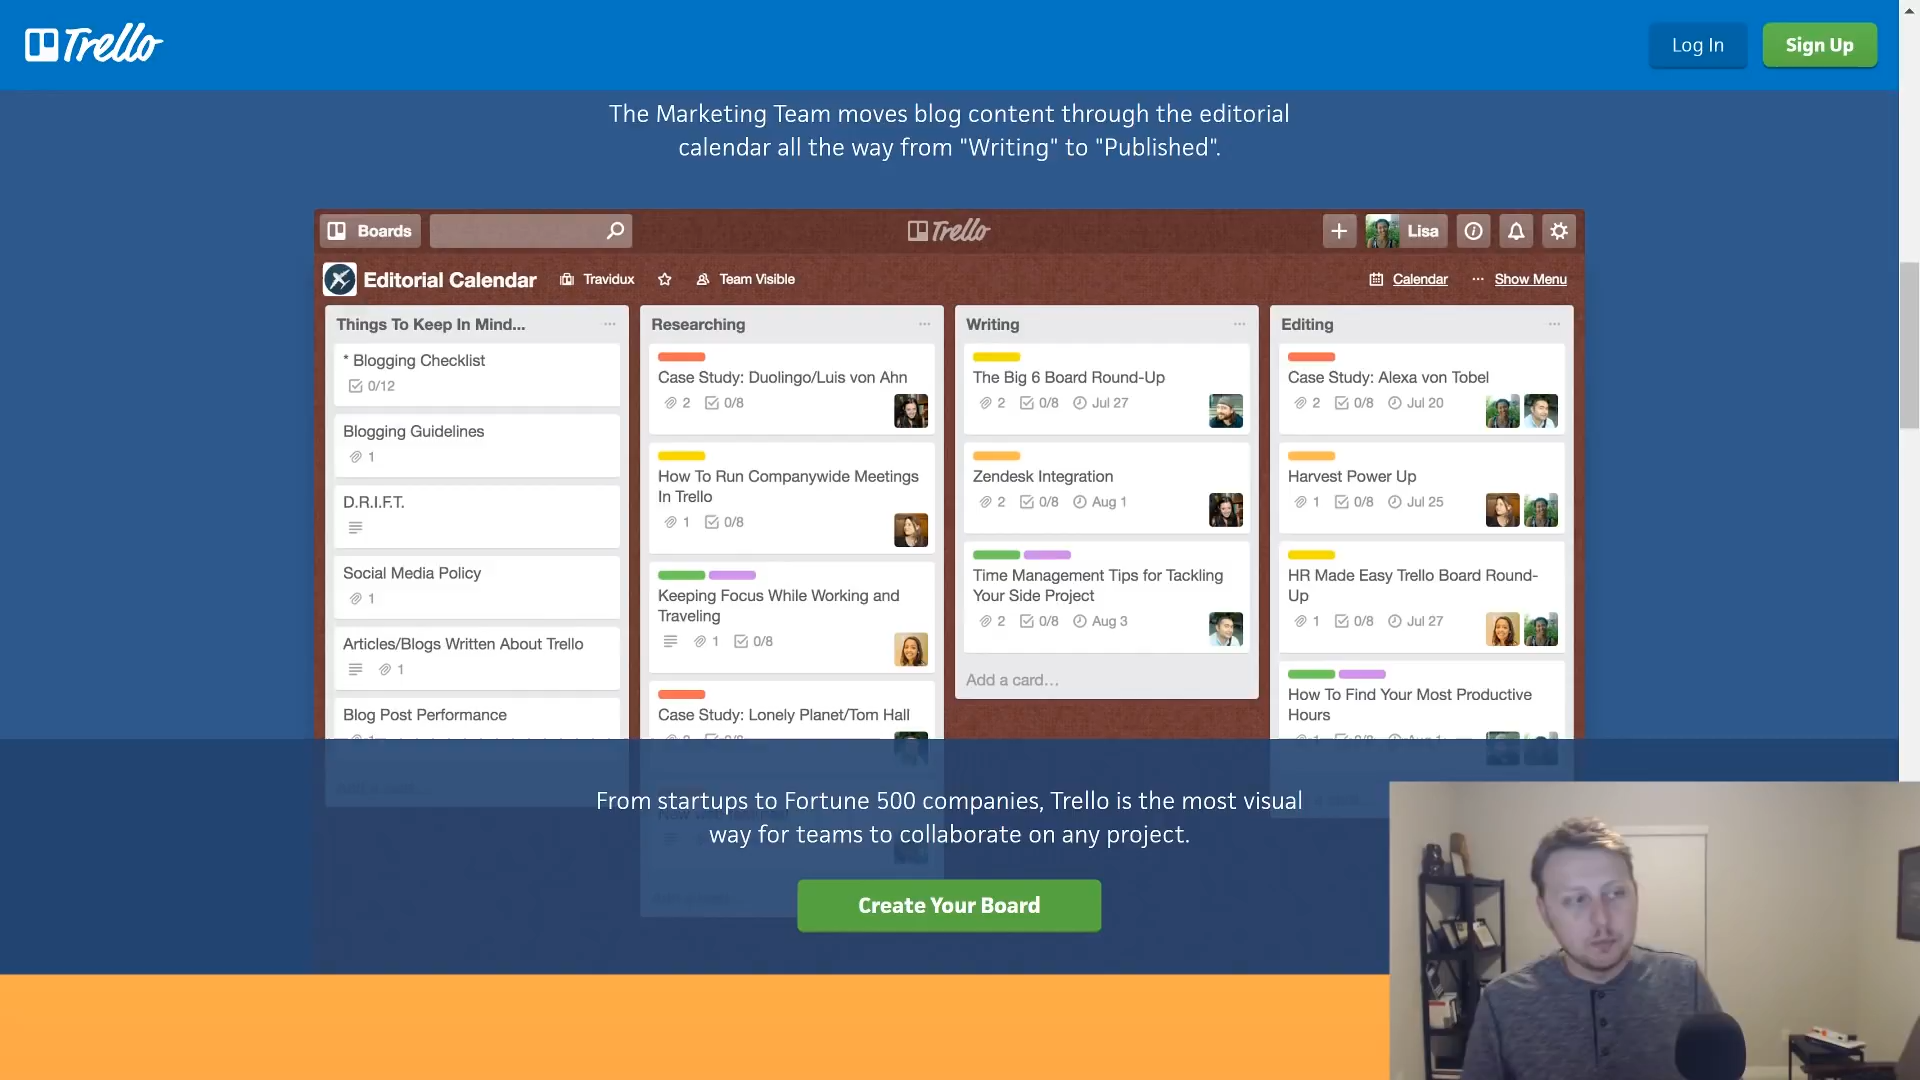 Trello
Log In
Sign Up
The Marketing Team moves blog content through the editorial
calendar all the way from "Writing" to "Published".
Boards
Trello
Lisa
Editorial Calendar
Travidux
Team Visible
Calendar
··· Show Menu
Things To Keep In Mind...
* Blogging Checklist
0/12
Blogging Guidelines
1
D.R.I.F.T.
Social Media Policy
1
Articles/Blogs Written About Trello
1
Blog Post Performance
Researching
Case Study: Duolingo/Luis von Ahn
2 0/8
How To Run Companywide Meetings
In Trello
1 0/8
Keeping Focus While Working and
Traveling
1 0/8
Case Study: Lonely Planet/Tom Hall
Writing
The Big 6 Board Round-Up
2 0/8 Jul 27
Zendesk Integration
2 0/8 Aug 1
Time Management Tips for Tackling
Your Side Project
2 0/8 Aug 3
Add a card...
Editing
Case Study: Alexa von Tobel
2 0/8 Jul 20
Harvest Power Up
1 0/8 Jul 25
HR Made Easy Trello Board Round-
Up
1 0/8 Jul 27
How To Find Your Most Productive
Hours
From startups to Fortune 500 companies, Trello is the most visual
way for teams to collaborate on any project.
Create Your Board